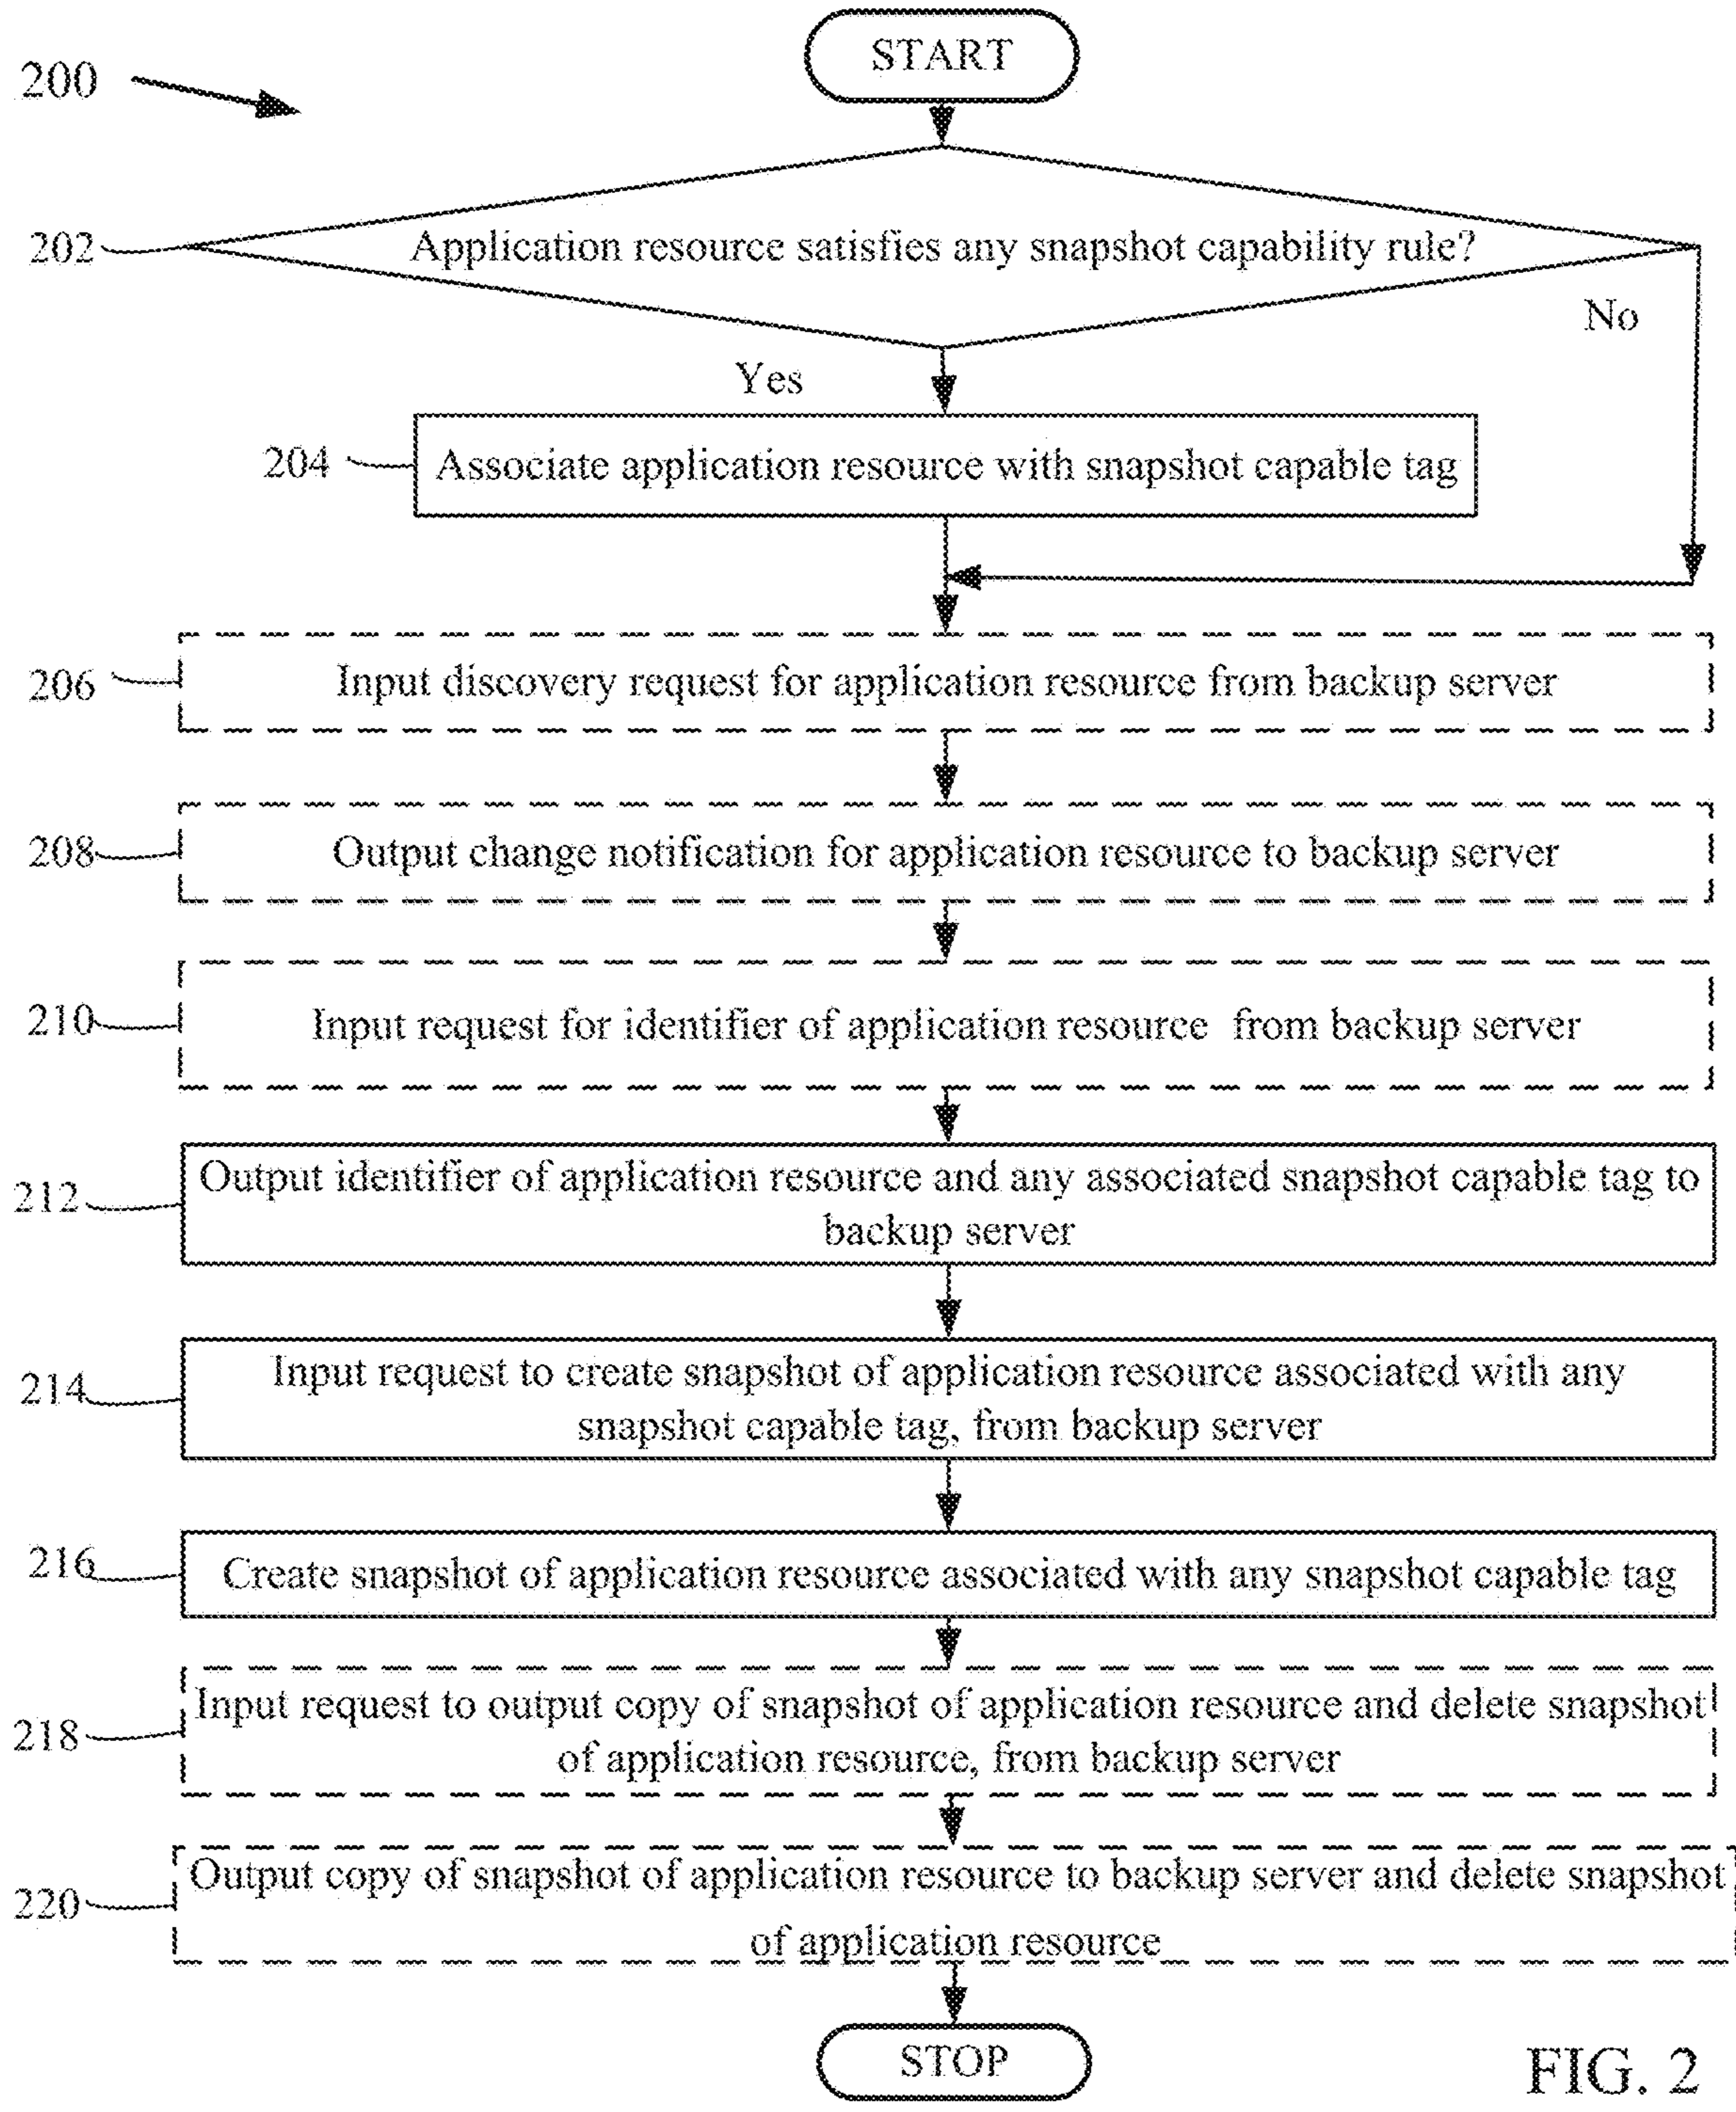 START
200
202
Application resource satisfies any snapshot capability rule?
No
Yes
204
Associate application resource with snapshot capable tag
206
Input discovery request for application resource from backup server
208
Output change notification for application resource to backup server
210
Input request for identifier of application resource from backup server
212
Output identifier of application resource and any associated snapshot capable tag to
backup server
214
Input request to create snapshot of application resource associated with any
snapshot capable tag, from backup server
216
Create snapshot of application resource associated with any snapshot capable tag
218
Input request to output copy of snapshot of application resource and delete snapshot
of application resource, from backup server
220
Output copy of snapshot of application resource to backup server and delete snapshot
of application resource
STOP
FIG. 2